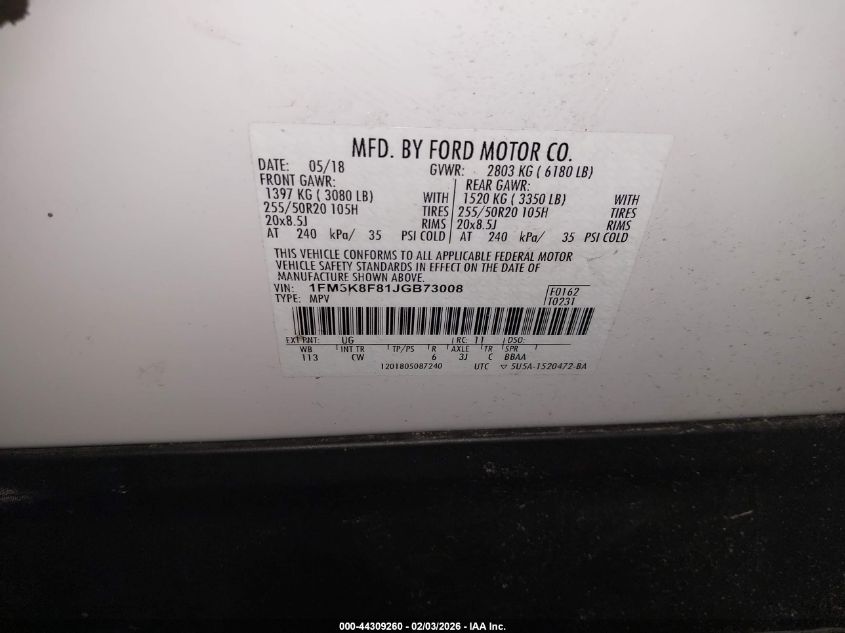 MFD. BY FORD MOTOR CO.
DATE: 05/18 GVWR: 2803 KG ( 6180 LB)
FRONT GAWR: REAR GAWR:
1397 KG ( 3080 LB) WITH 1520 KG ( 3350 LB) WITH
255/50R20 105H TIRES 255/50R20 105H TIRES
20x8.5J RIMS 20x8.5J RIMS
AT 240 kPa/ 35 PSI COLD AT 240 kPa/ 35 PSI COLD
THIS VEHICLE CONFORMS TO ALL APPLICABLE FEDERAL MOTOR
VEHICLE SAFETY STANDARDS IN EFFECT ON THE DATE OF
MANUFACTURE SHOWN ABOVE.
VIN: 1FM5K8F81JGB73008 F0162
TYPE: MPV T0231
EXT PNT: UG RC: 11 DSO:
WB INT TR TP/PS R AXLE TR SPR
113 CW 6 3J C BBAA
1201805087240 UTC ▽ 5U5A-1520472-BA
000-44309260 - 02/03/2026 - IAA Inc.